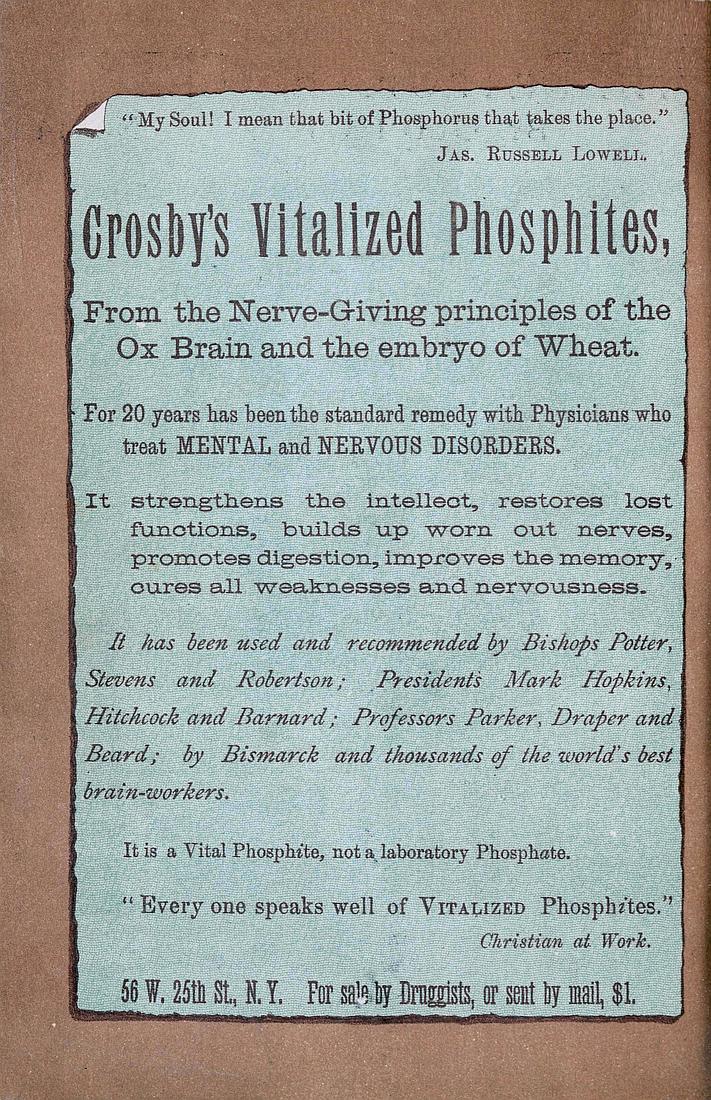 “My Soul! I mean that bit of Phosphorus that takes the place.”
JAS. RUSSELL LOWELL.
Crosby's Vitalized Phosphites,
From the Nerve-Giving principles of the
Ox Brain and the embryo of Wheat.
For 20 years has been the standard remedy with Physicians who
treat MENTAL and NERVOUS DISORDERS.
It strengthens the intellect, restores lost
functions, builds up worn out nerves,
promotes digestion, improves the memory,
cures all weaknesses and nervousness.
It has been used and recommended by Bishops Potter,
Stevens and Robertson; Presidents Mark Hopkins,
Hitchcock and Barnard; Professors Parker, Draper and
Beard; by Bismarck and thousands of the world's best
brain-workers.
It is a Vital Phosphite, not a laboratory Phosphate.
“Every one speaks well of VITALIZED Phosphites.”
Christian at Work.
56 W. 25th St., N. Y. For sale by Druggists, or sent by mail, $1.